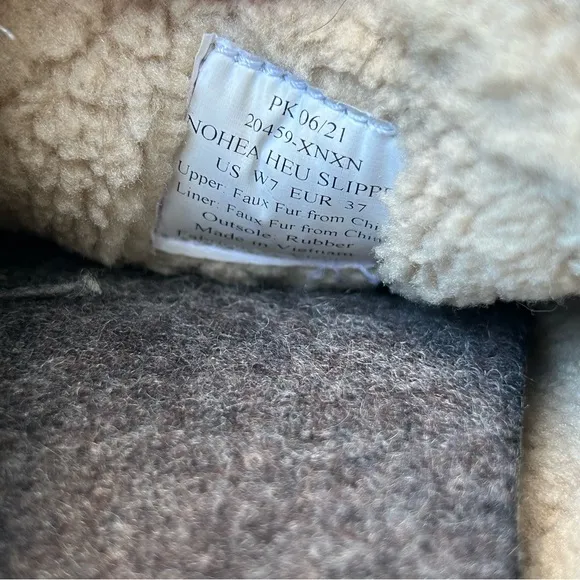 PK 06/21
20459-XNXN
NOHEA HEU SLIPP
US W7 EUR 37
Upper: Faux Fur from Chi
Liner: Faux Fur from Chin
Outsole: Rubber
Made in Vietnam